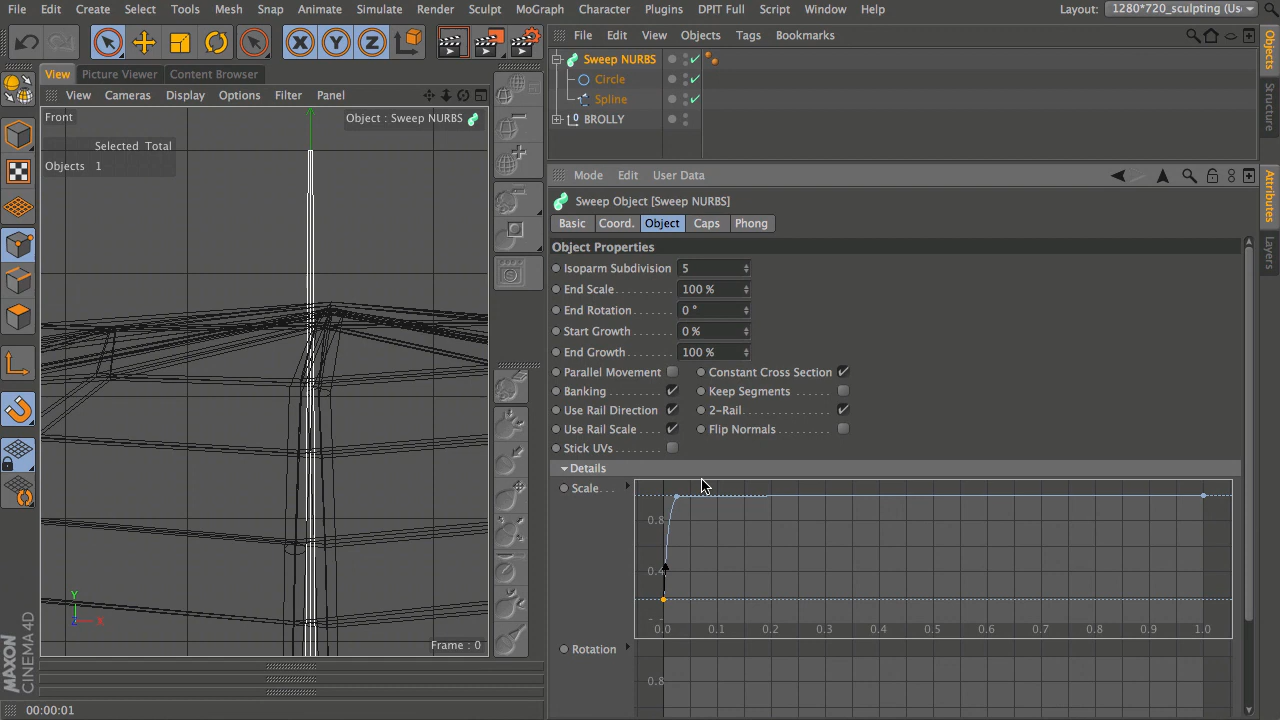 File Edit Create Select Tools Mesh Snap Animate Simulate Render Sculpt MoGraph Character Plugins DPIT Full Script Window Help Layout: 1280*720_sculpting (Us
X Y Z
File Edit View Objects Tags Bookmarks
Sweep NURBS
Circle
Spline
BROLLY
View Picture Viewer Content Browser
View Cameras Display Options Filter Panel
Front
Object : Sweep NURBS
Selected Total
Objects 1
Y
X
Z
Frame : 0
Mode Edit User Data
Sweep Object [Sweep NURBS]
Basic Coord. Object Caps Phong
Object Properties
Isoparm Subdivision 5
End Scale 100 %
End Rotation 0 °
Start Growth 0 %
End Growth 100 %
Parallel Movement Constant Cross Section
Banking Keep Segments
Use Rail Direction 2-Rail
Use Rail Scale Flip Normals
Stick UVs
Details
Scale
0.8
0.4
0.0 0.1 0.2 0.3 0.4 0.5 0.6 0.7 0.8 0.9 1.0
Rotation
0.8
Objects
Structure
Attributes
Layers
MAXON
CINEMA 4D
00:00:01